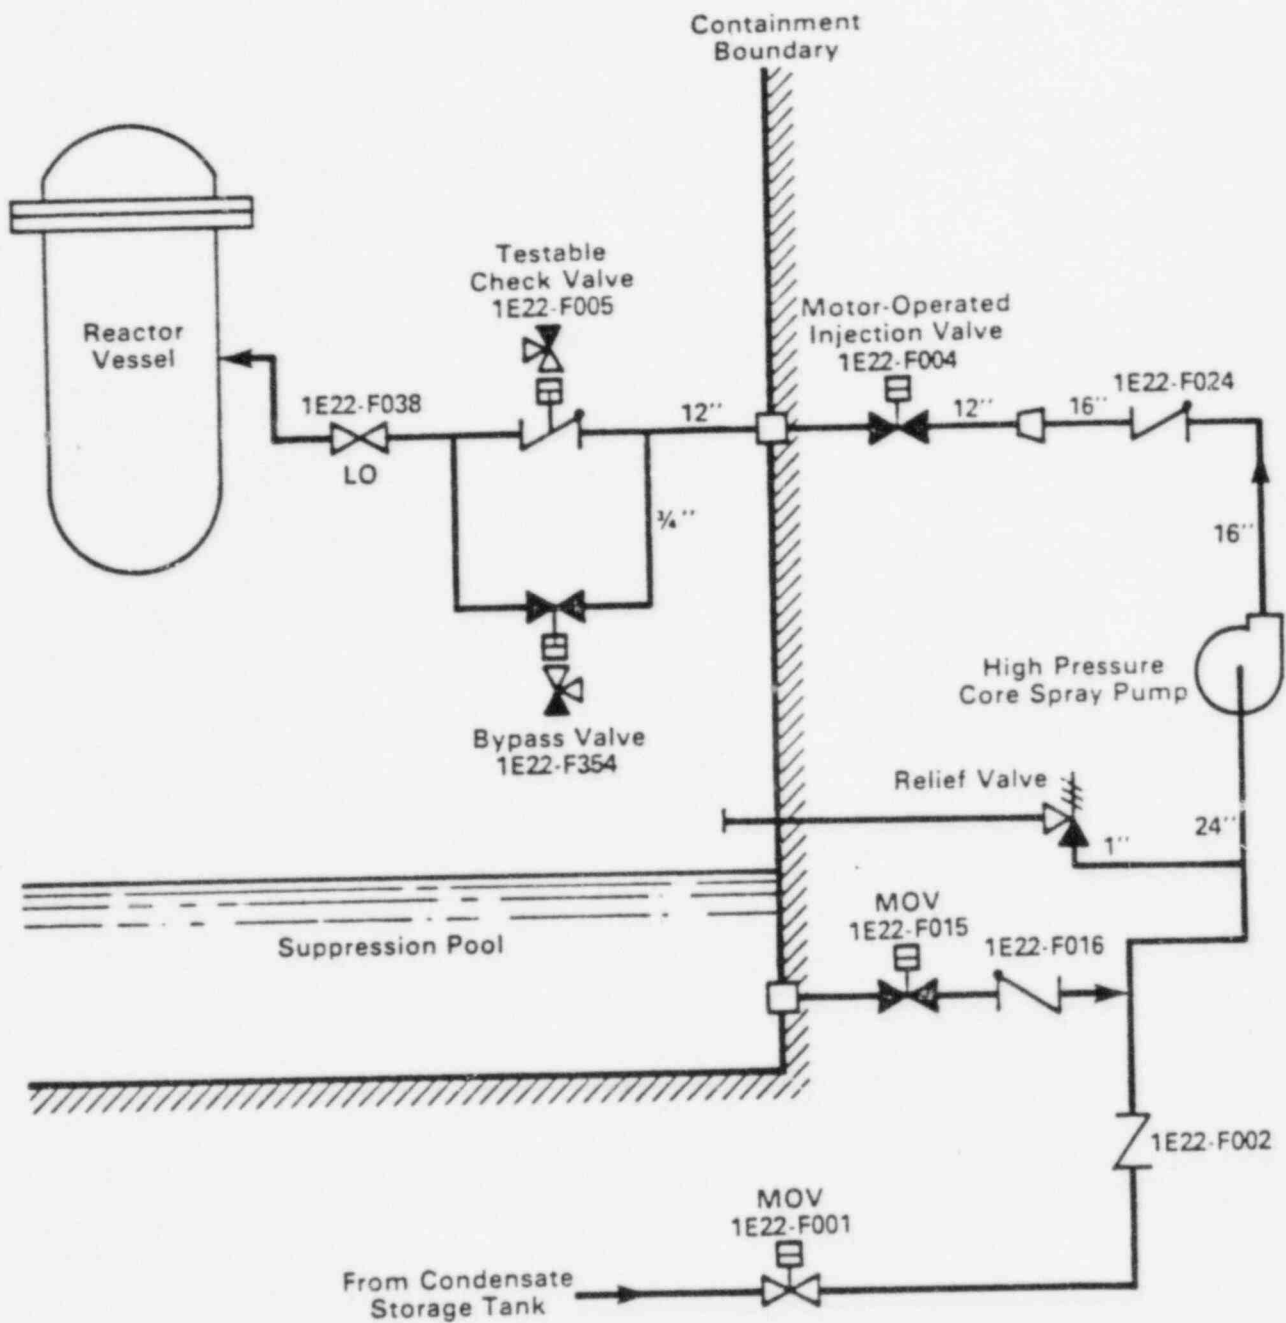 Containment
Boundary
Testable
Check Valve
1E22-F005
Motor-Operated
Injection Valve
1E22-F004
1E22-F024
Reactor
Vessel
1E22-F038
LO
12''
12''
16''
3/4''
16''
High Pressure
Core Spray Pump
Bypass Valve
1E22-F354
Relief Valve
1''
24''
MOV
1E22-F015
1E22-F016
Suppression Pool
1E22-F002
MOV
1E22-F001
From Condensate
Storage Tank